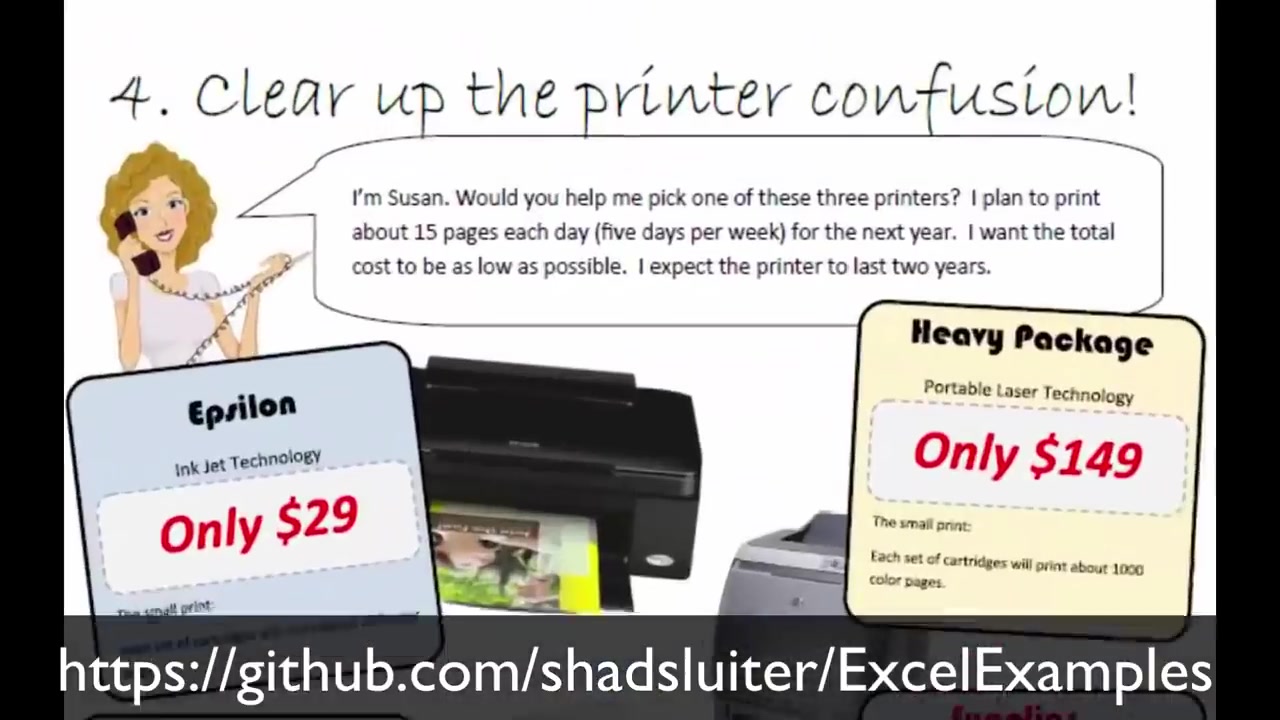 4. Clear up the printer confusion!
I'm Susan. Would you help me pick one of these three printers? I plan to print
about 15 pages each day (five days per week) for the next year. I want the total
cost to be as low as possible. I expect the printer to last two years.
Epsilon
Ink Jet Technology
Only $29
The small print:
Heavy Package
Portable Laser Technology
Only $149
The small print:
Each set of cartridges will print about 1000
color pages.
https://github.com/shadsluiter/ExcelExamples